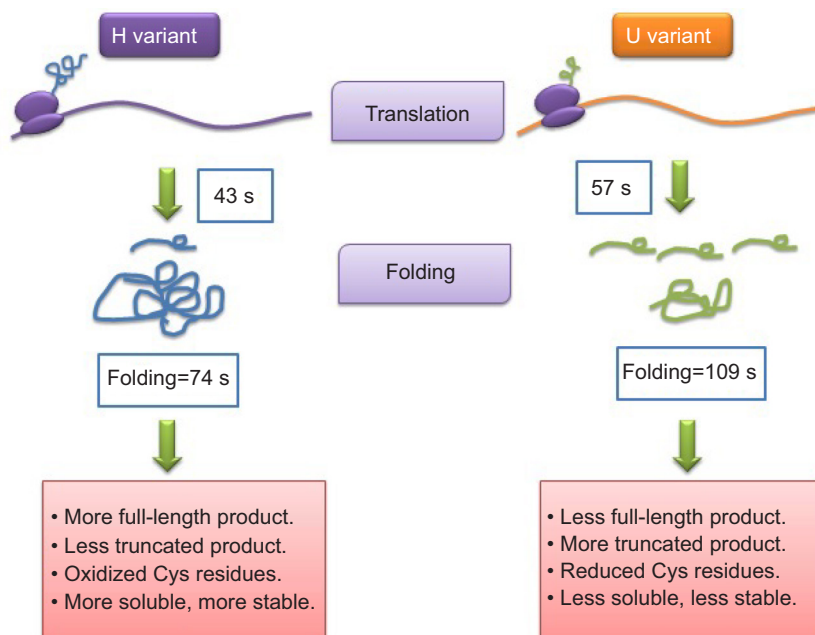 H variant
U variant
Translation
43 s
57 s
Folding
Folding=74 s
Folding=109 s
• More full-length product.
• Less truncated product.
• Oxidized Cys residues.
• More soluble, more stable.
• Less full-length product.
• More truncated product.
• Reduced Cys residues.
• Less soluble, less stable.